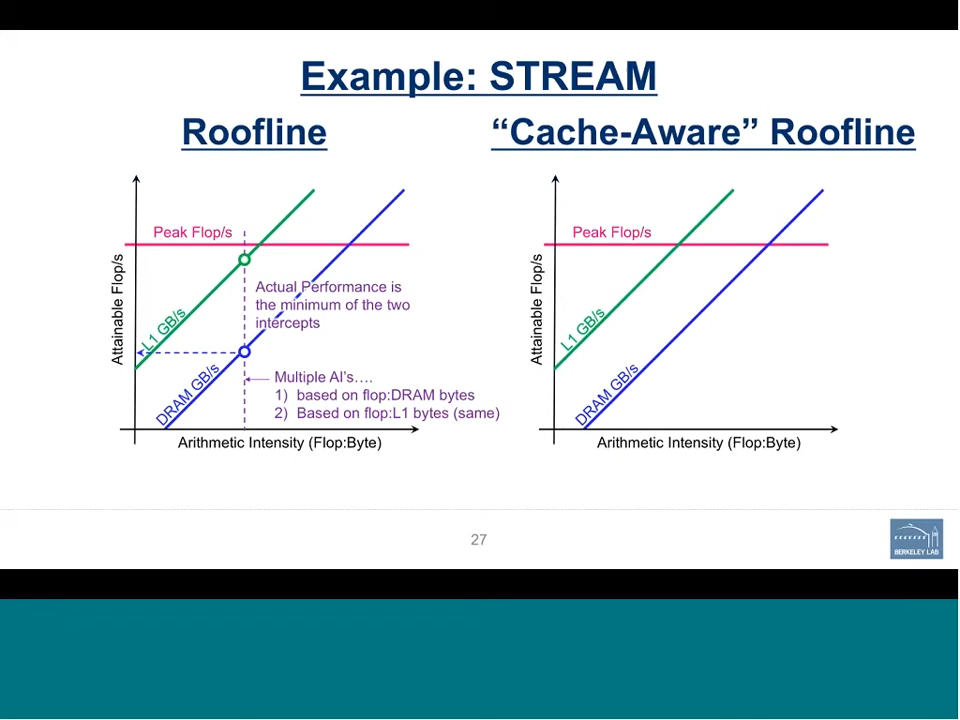 Example: STREAM
Roofline
“Cache-Aware” Roofline
Peak Flop/s
Attainable Flop/s
L1 GB/s
DRAM GB/s
Actual Performance is
the minimum of the two
intercepts
Multiple AI's….
1) based on flop:DRAM bytes
2) Based on flop:L1 bytes (same)
Arithmetic Intensity (Flop:Byte)
Peak Flop/s
Attainable Flop/s
L1 GB/s
DRAM GB/s
Arithmetic Intensity (Flop:Byte)
27
BERKELEY LAB